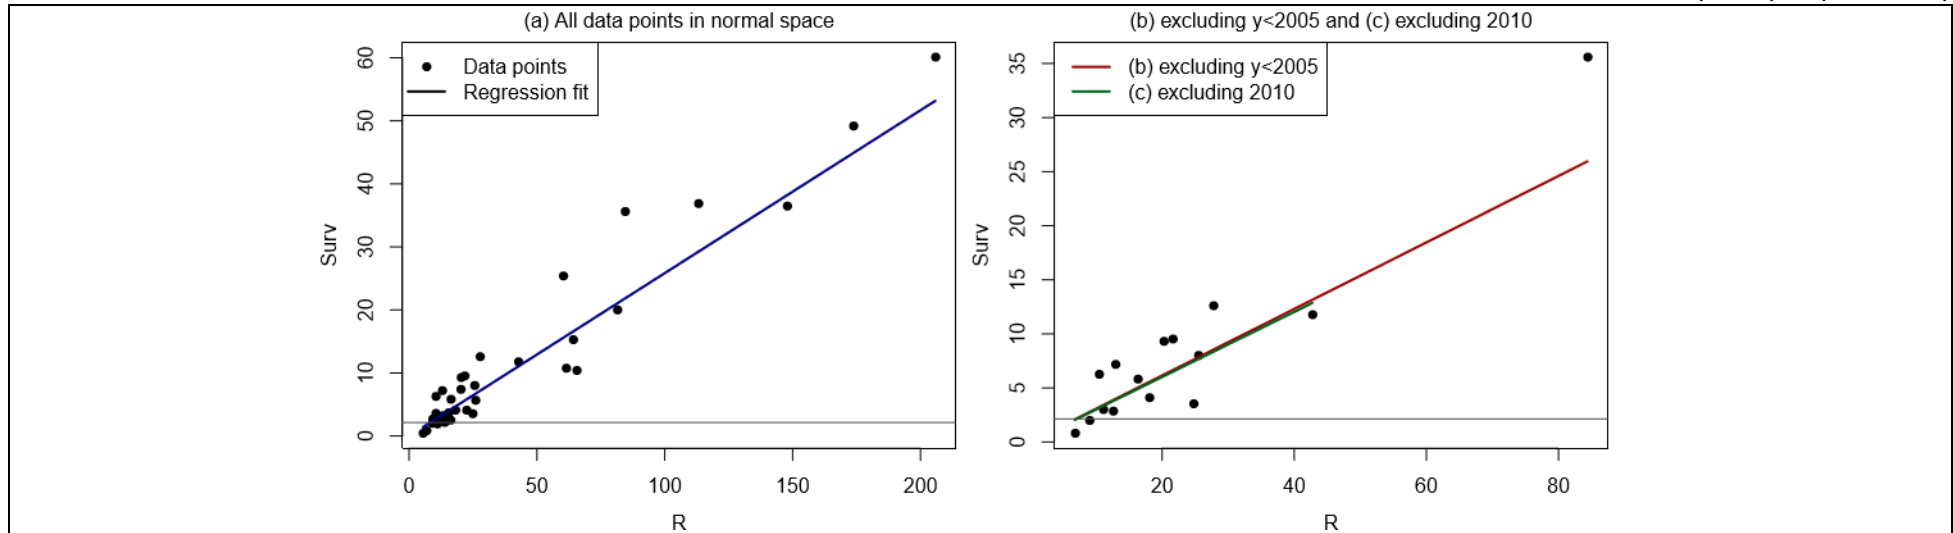 (a) All data points in normal space
Data points
Regression fit
60
50
40
30
20
10
0
Surv
0 50 100 150 200
R
(b) excluding y<2005 and (c) excluding 2010
(b) excluding y<2005
(c) excluding 2010
35
30
25
20
15
10
5
0
Surv
20 40 60 80
R